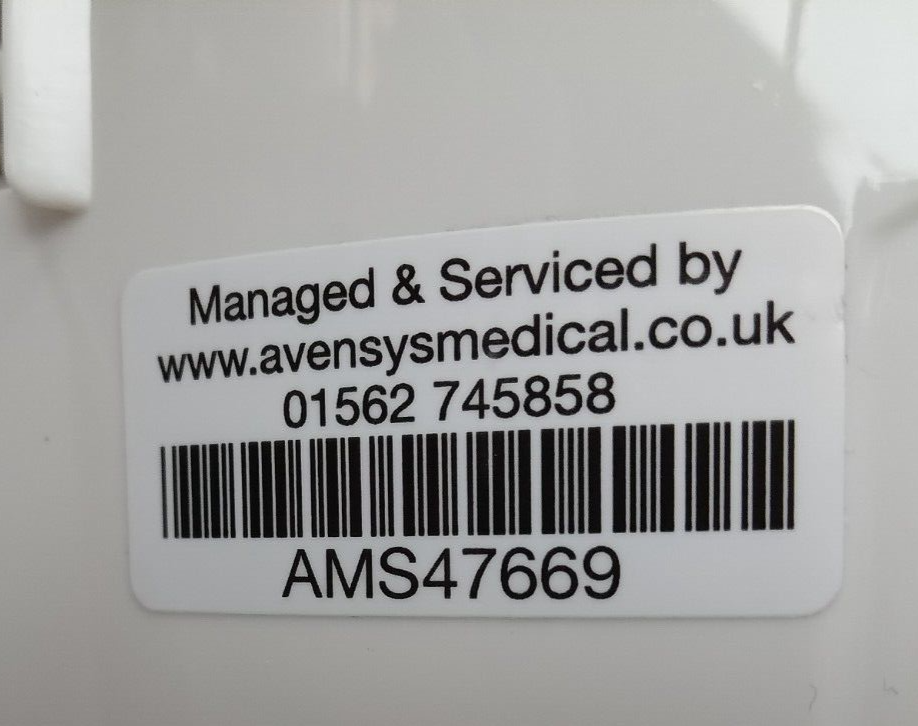 Managed & Serviced by
www.avensysmedical.co.uk
01562 745858
AMS47669